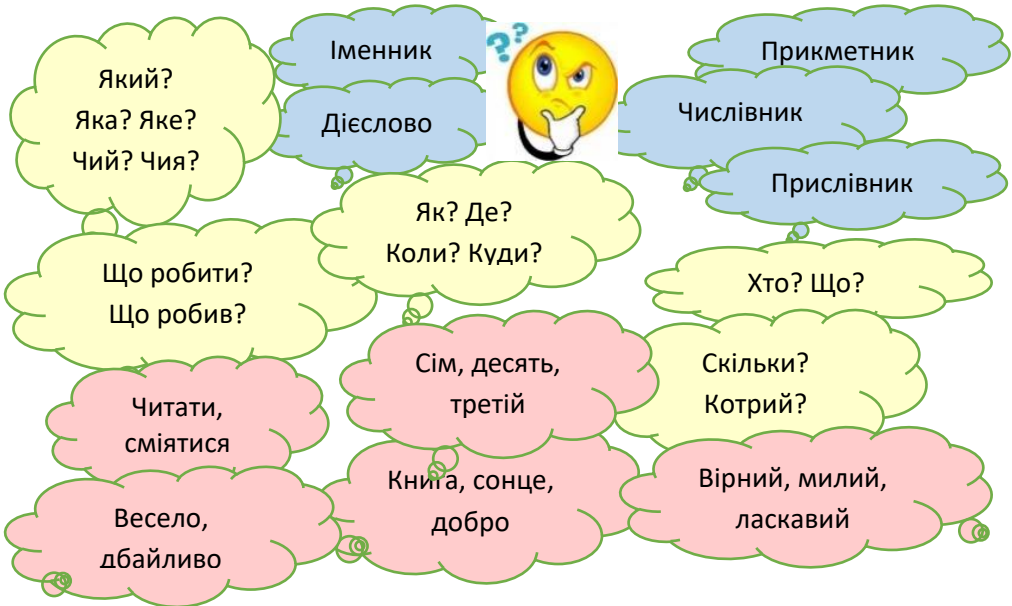 Який?
Яка? Яке?
Чий? Чия?
Іменник
Дієслово
??
Прикметник
Числівник
Прислівник
Як? Де?
Коли? Куди?
Що робити?
Що робив?
Хто? Що?
Скільки?
Котрий?
Сім, десять,
третій
Читати,
сміятися
Книга, сонце,
добро
Вірний, милий,
ласкавий
Весело,
дбайливо